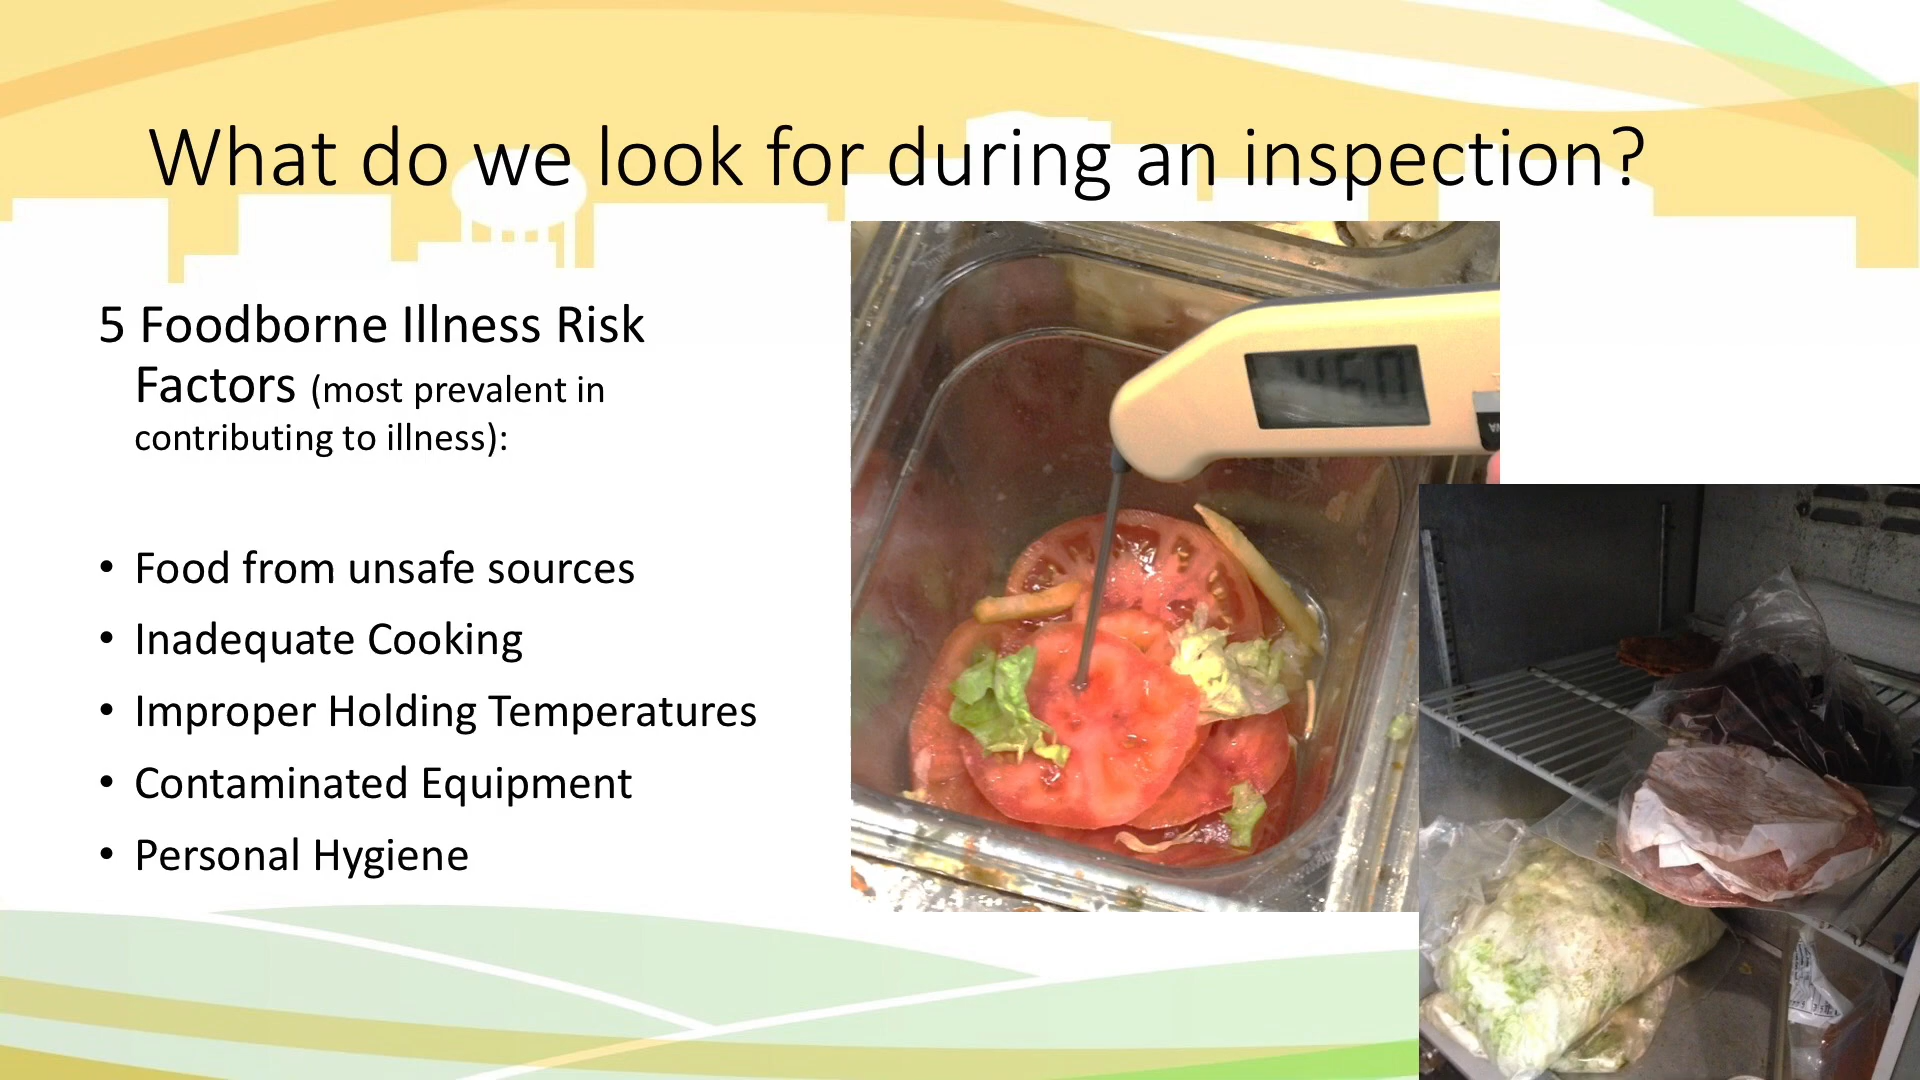 What do we look for during an inspection?
5 Foodborne Illness Risk
Factors (most prevalent in
contributing to illness):
• Food from unsafe sources
• Inadequate Cooking
• Improper Holding Temperatures
• Contaminated Equipment
• Personal Hygiene